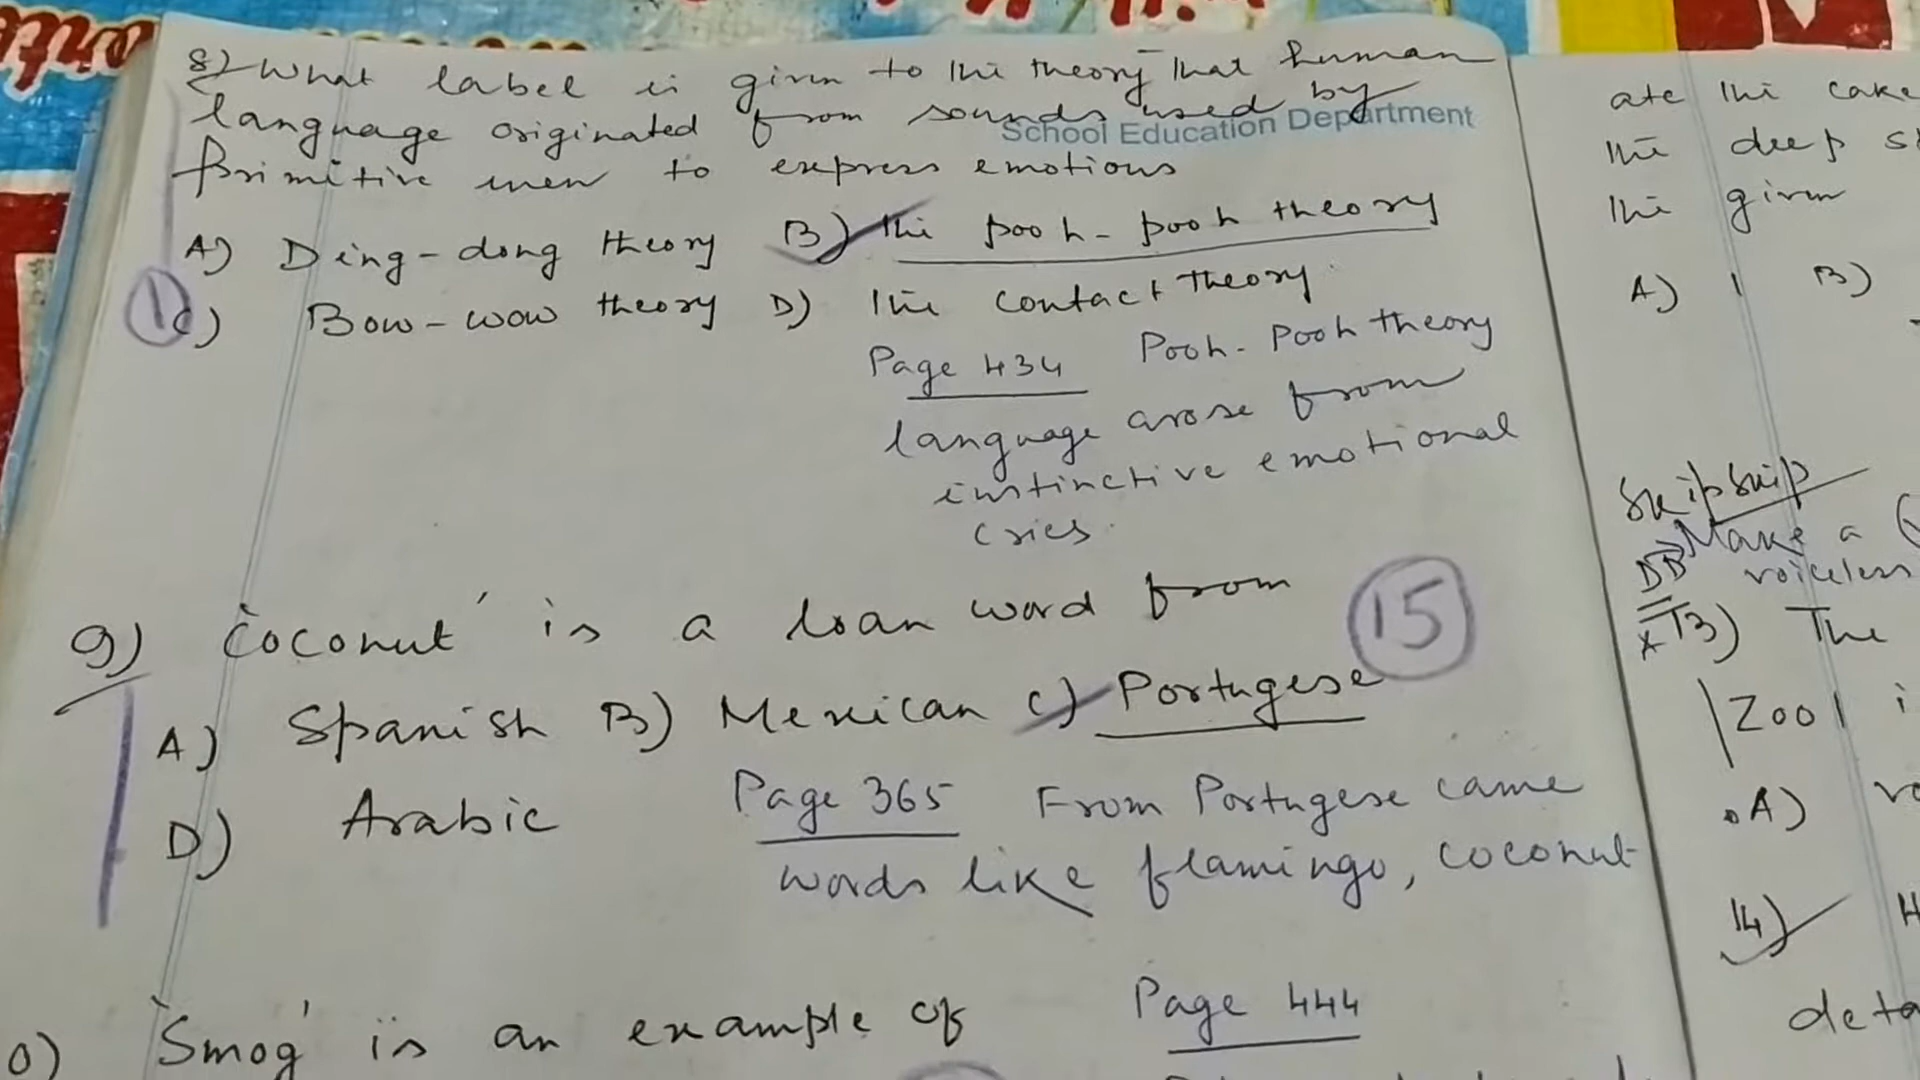 8) What label is given to the theory that human
language originated from sounds used by
School Education Department
primitive men to express emotions
A) Ding-dong theory B) The pooh-pooh theory
C) Bow-wow theory D) The contact theory
1
Page 434 Pooh-Pooh theory
language arose from
instinctive emotional
cries.
9) 'Coconut' is a loan word from
15
A) Spanish B) Mexican C) Portugese
D) Arabic
Page 365 From Portugese came
words like flamingo, coconut
0) 'Smog' is an example of
Page 444
ate the cake
the deep
the given
A) 1 B)
Skip Skip
Make a
voiceless
13) The
|Zoo| i
A)
14) H